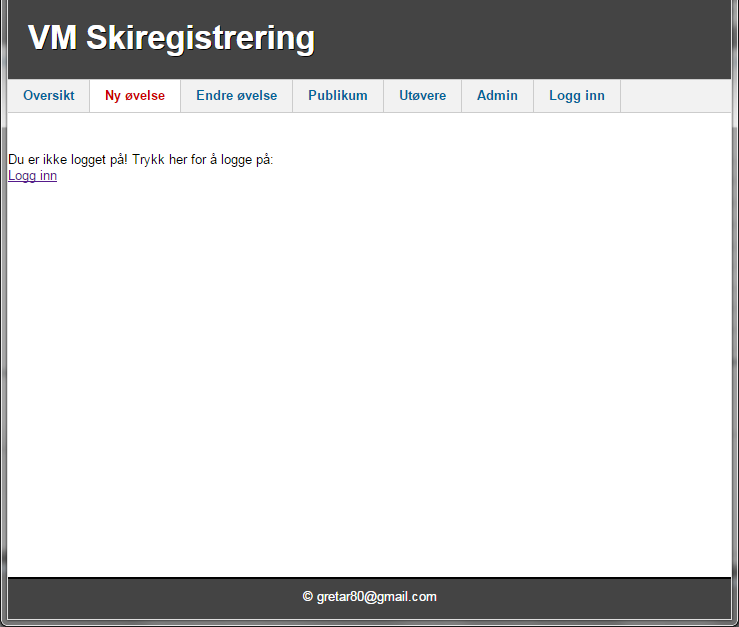 VM Skiregistrering
Oversikt Ny øvelse Endre øvelse Publikum Utøvere Admin Logg inn
Du er ikke logget på! Trykk her for å logge på:
Logg inn
© gretar80@gmail.com